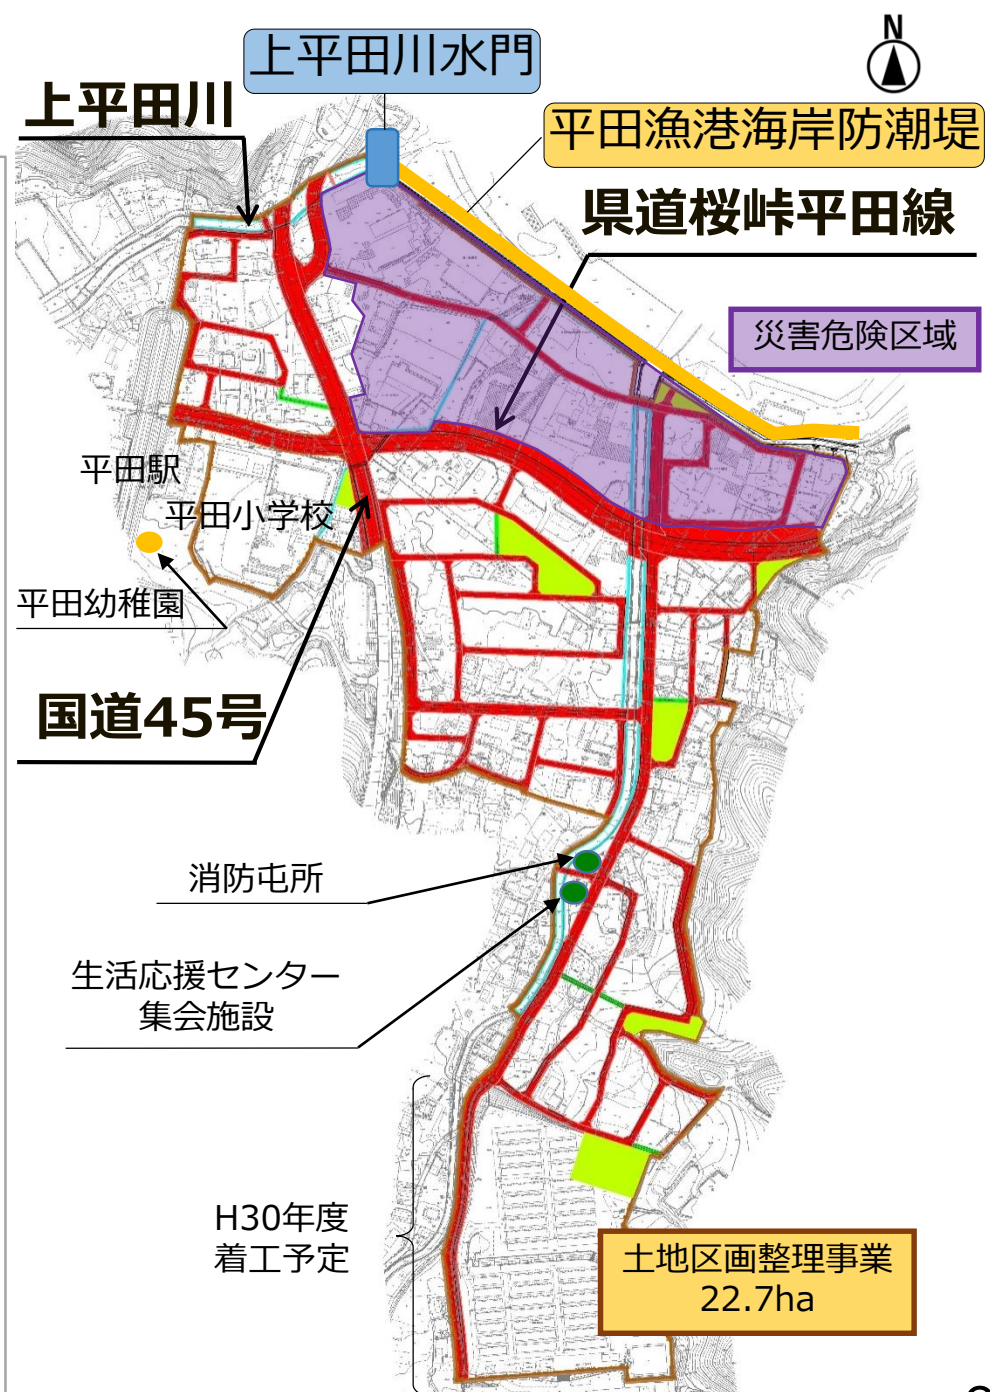 N
上平田川水門
上平田川
平田漁港海岸防潮堤
県道桜峠平田線
災害危険区域
平田駅
平田小学校
平田幼稚園
国道45号
消防屯所
生活応援センター
集会施設
H30年度
着工予定
土地区画整理事業
22.7ha